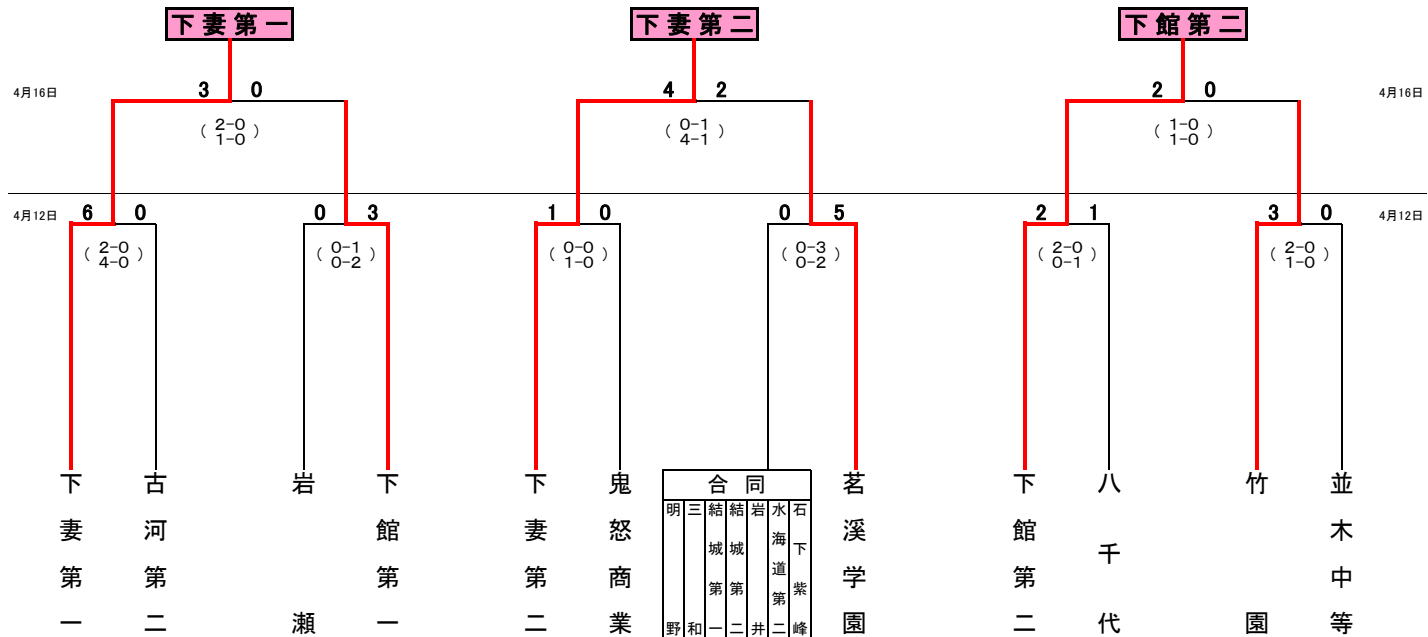 下妻第一
下妻第二
下館第二
4月16日
3 0
4 2
2 0
4月16日
( 2-0 1-0 )
( 0-1 4-1 )
( 1-0 1-0 )
4月12日
6 0
0 3
1 0
0 5
2 1
3 0
4月12日
( 2-0 4-0 )
( 0-1 0-2 )
( 0-0 1-0 )
( 0-3 0-2 )
( 2-0 0-1 )
( 2-0 1-0 )
下妻第一
古河第二
岩瀬
下館第一
下妻第二
鬼怒商業
合同
明野
三和
結城第一
結城第二
岩井
水海道第二
石下紫峰
茗溪学園
下館第二
八千代
竹園
並木中等